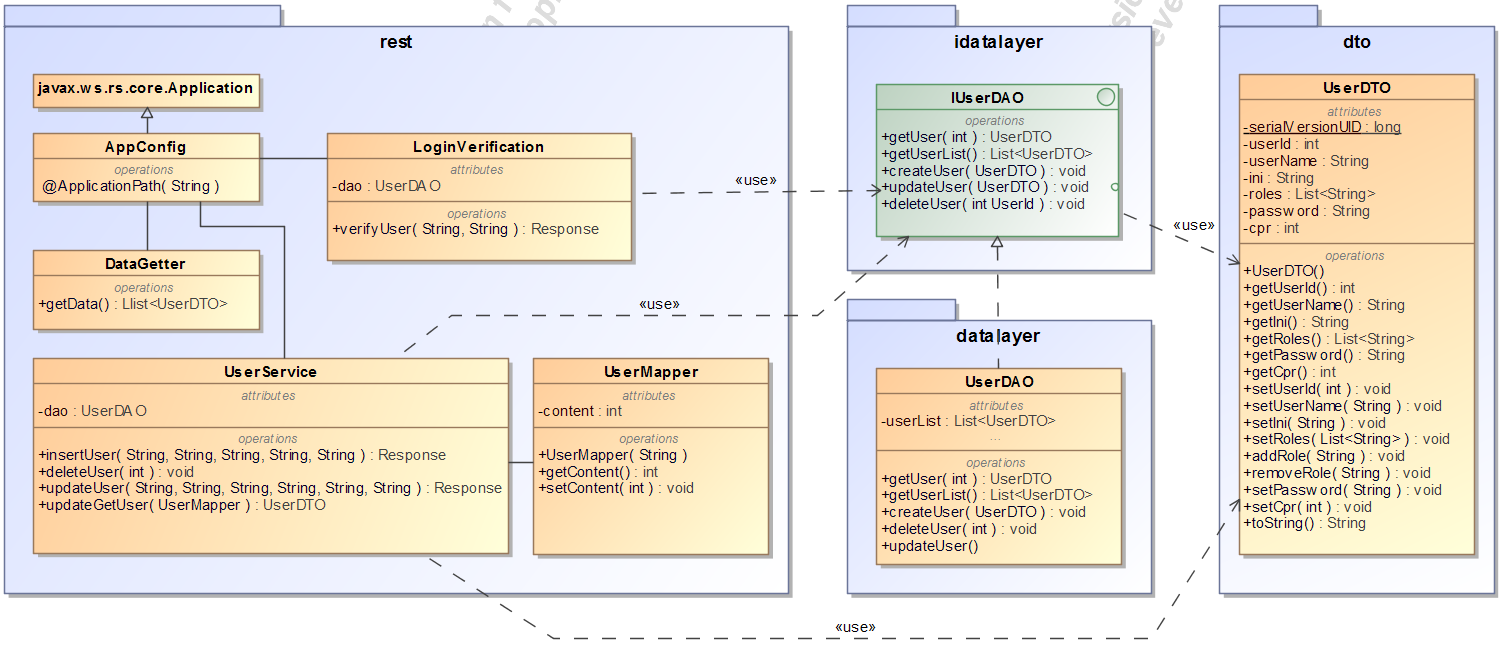 rest
javax.ws.rs.core.Application
AppConfig
operations
@ApplicationPath( String )
LoginVerification
attributes
-dao : UserDAO
operations
+verifyUser( String, String ) : Response
DataGetter
operations
+getData() : Llist<UserDTO>
UserService
attributes
-dao : UserDAO
operations
+insertUser( String, String, String, String, String ) : Response
+deleteUser( int ) : void
+updateUser( String, String, String, String, String, String ) : Response
+updateGetUser( UserMapper ) : UserDTO
UserMapper
attributes
-content : int
operations
+UserMapper( String )
+getContent() : int
+setContent( int ) : void
«use»
«use»
idatalayer
IUserDAO
operations
+getUser( int ) : UserDTO
+getUserList() : List<UserDTO>
+createUser( UserDTO ) : void
+updateUser( UserDTO ) : void
+deleteUser( int UserId ) : void
«use»
datalayer
UserDAO
attributes
-userList : List<UserDTO>
...
operations
+getUser( int ) : UserDTO
+getUserList() : List<UserDTO>
+createUser( UserDTO ) : void
+deleteUser( int ) : void
+updateUser()
«use»
dto
UserDTO
attributes
-serialVersionUID : long
-userId : int
-userName : String
-ini : String
-roles : List<String>
-password : String
-cpr : int
operations
+UserDTO()
+getUserId() : int
+getUserName() : String
+getIni() : String
+getRoles() : List<String>
+getPassword() : String
+getCpr() : int
+setUserId( int ) : void
+setUserName( String ) : void
+setIni( String ) : void
+setRoles( List<String> ) : void
+addRole( String ) : void
+removeRole( String ) : void
+setPassword( String ) : void
+setCpr( int ) : void
+toString() : String